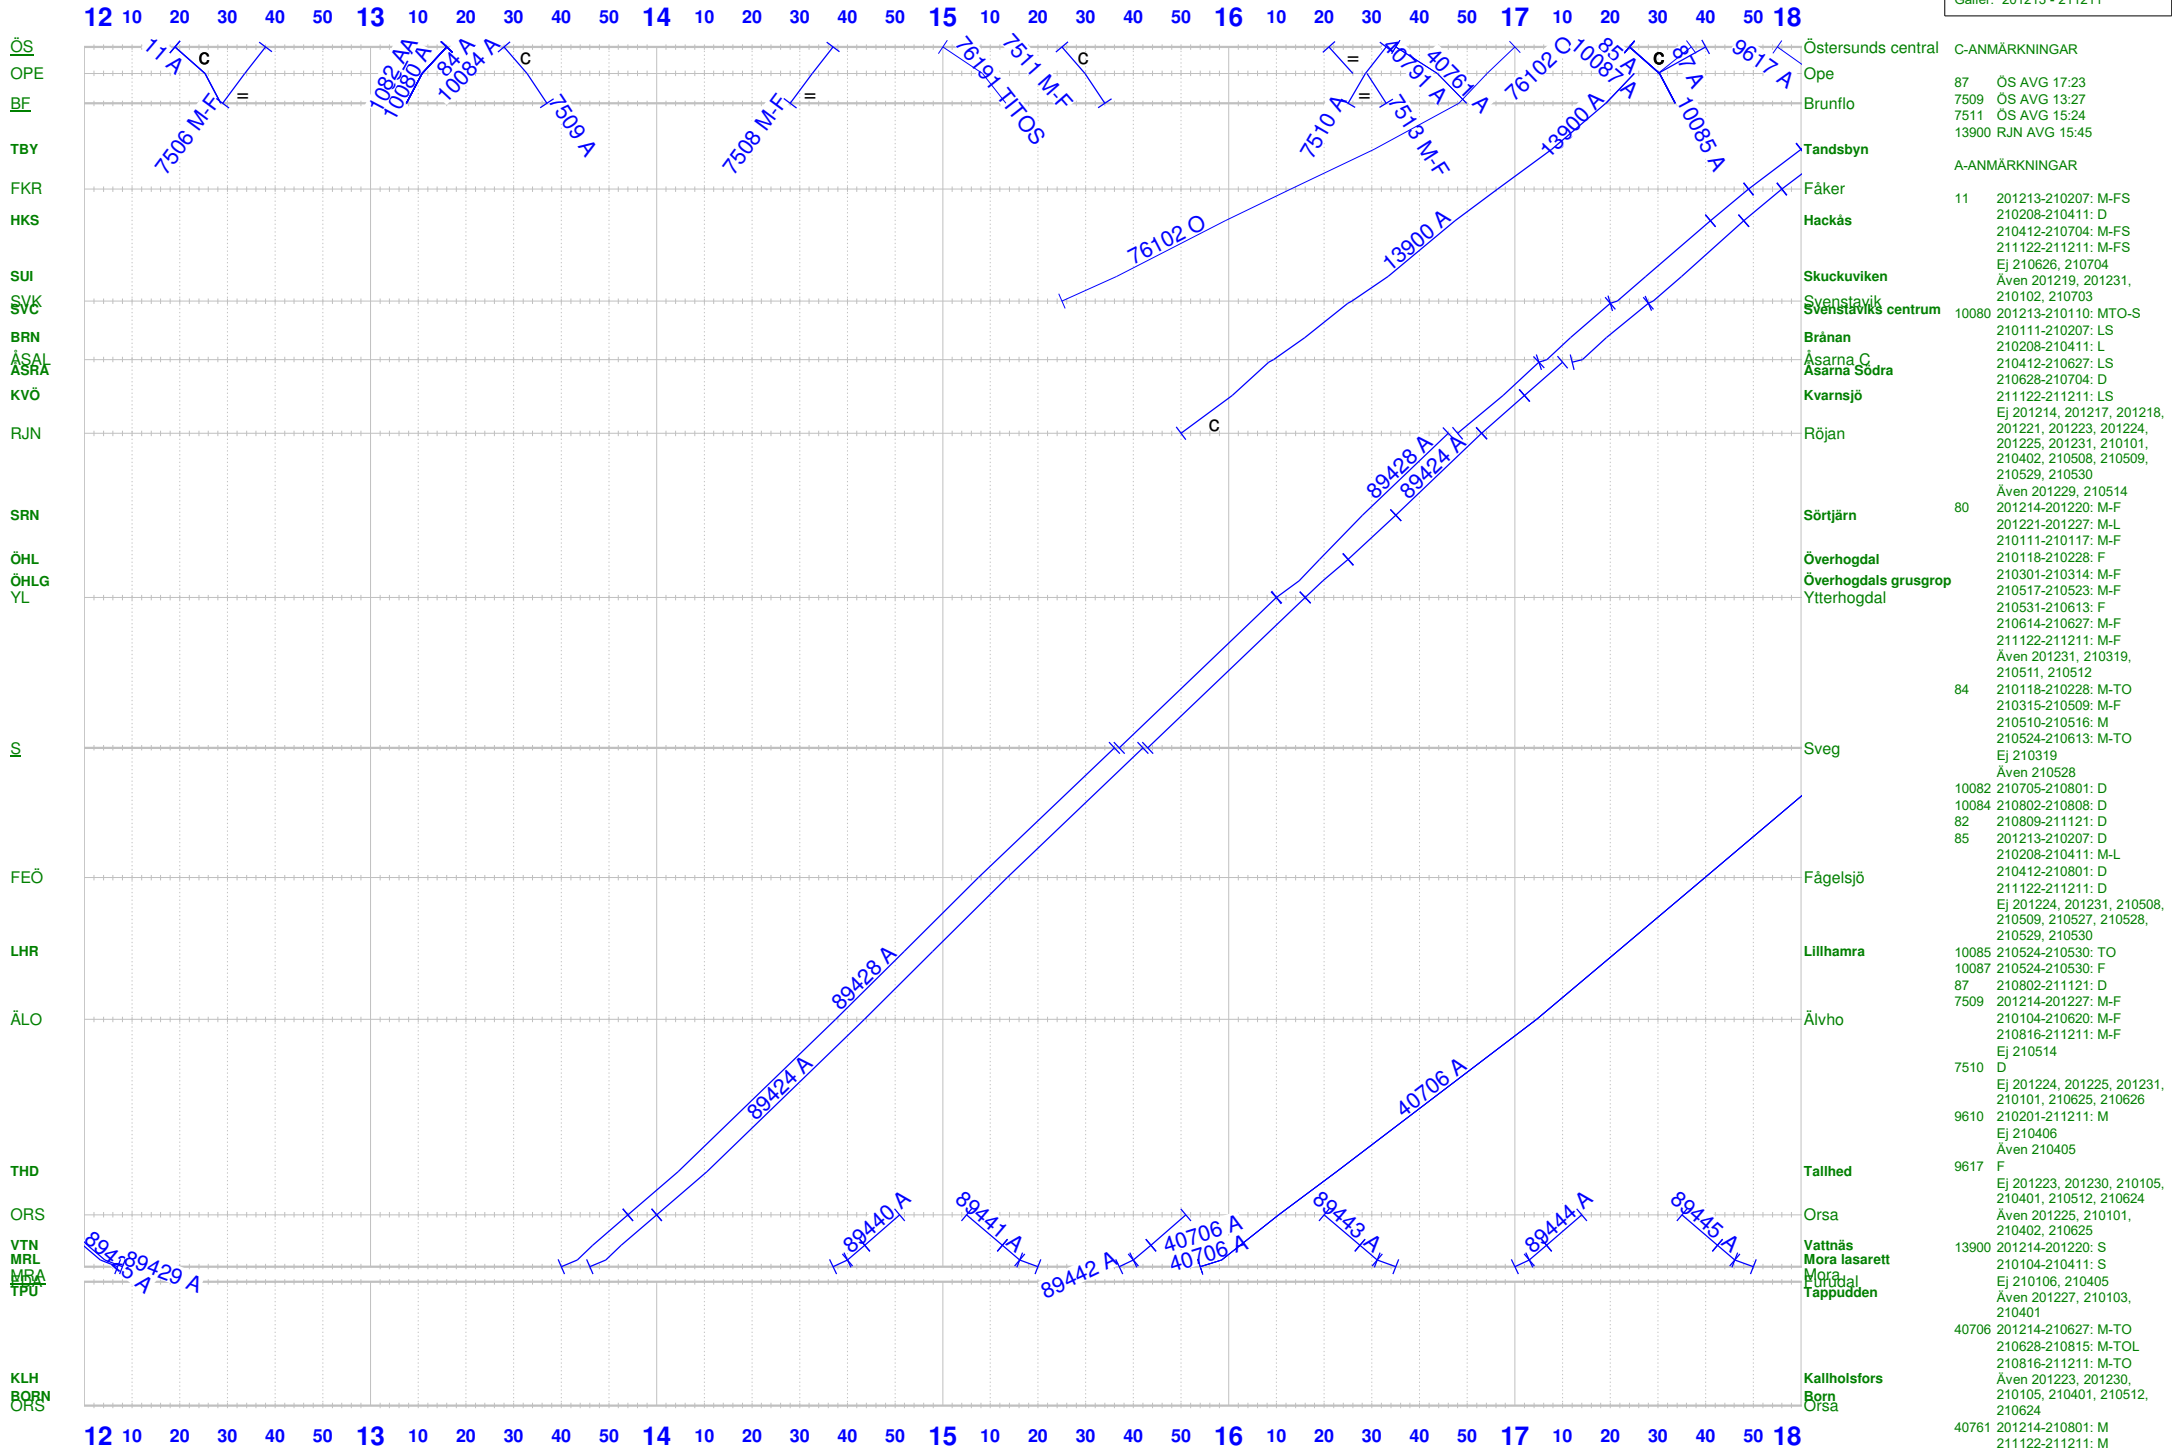 12 10 20 30 40 50 13 10 20 30 40 50 14 10 20 30 40 50 15 10 20 30 40 50 16 10 20 30 40 50 17 10 20 30 40 50 18
Gäller: 201213 - 211211
ÖS
OPE
BF
TBY
FKR
HKS
SUI
SVK
SVC
BRN
ÅSAL
ÅSRA
KVÖ
RJN
SRN
ÖHL
ÖHLG
YL
S
FEÖ
LHR
ÄLO
THD
ORS
VTN
MRL
MRA
TPU
KLH
BORN
ORS
11 A
C
7506 M-F
=
10080 A
84 A
10084 A
C
7509 A
7508 M-F
=
76191 TITOS
7511 M-F
C
=
=
7510 A
40791 A
40761 A
7513 M-F
76102 O
85 A
10087 A
C
87 A
10085 A
9617 A
13900 A
76102 O
13900 A
C
89428 A
89424 A
89428 A
89424 A
40706 A
89429 A
89440 A
89441 A
89442 A
40706 A
40706 A
89443 A
89444 A
89445 A
Östersunds central
Ope
Brunflo
Tandsbyn
Fåker
Hackås
Skuckuviken
Svenstavik
Svenstaviks centrum
Brånan
Åsarna C
Åsarna Södra
Kvarnsjö
Röjan
Sörtjärn
Överhogdal
Överhogdals grusgrop
Ytterhogdal
Sveg
Fågelsjö
Lillhamra
Älvho
Tallhed
Orsa
Vattnäs
Mora lasarett
Mora
Furudal
Tappudden
Kallholsfors
Born
Orsa
C-ANMÄRKNINGAR
87 ÖS AVG 17:23
7509 ÖS AVG 13:27
7511 ÖS AVG 15:24
13900 RJN AVG 15:45
A-ANMÄRKNINGAR
11 201213-210207: M-FS
210208-210411: D
210412-210704: M-FS
211122-211211: M-FS
Ej 210626, 210704
Även 201219, 201231,
210102, 210703
10080 201213-210110: MTO-S
210111-210207: LS
210208-210411: L
210412-210627: LS
210628-210704: D
211122-211211: LS
Ej 201214, 201217, 201218,
201221, 201223, 201224,
201225, 201231, 210101,
210402, 210508, 210509,
210529, 210530
Även 201229, 210514
80 201214-201220: M-F
201221-201227: M-L
210111-210117: M-F
210118-210228: F
210301-210314: M-F
210517-210523: M-F
210531-210613: F
210614-210627: M-F
211122-211211: M-F
Även 201231, 210319,
210511, 210512
84 210118-210228: M-TO
210315-210509: M-F
210510-210516: M
210524-210613: M-TO
Ej 210319
Även 210528
10082 210705-210801: D
10084 210802-210808: D
82 210809-211121: D
85 201213-210207: D
210208-210411: M-L
210412-210801: D
211122-211211: D
Ej 201224, 201231, 210508,
210509, 210527, 210528,
210529, 210530
10085 210524-210530: TO
10087 210524-210530: F
87 210802-211121: D
7509 201214-201227: M-F
210104-210620: M-F
210816-211211: M-F
Ej 210514
7510 D
Ej 201224, 201225, 201231,
210101, 210625, 210626
9610 210201-211211: M
Ej 210406
Även 210405
9617 F
Ej 201223, 201230, 210105,
210401, 210512, 210624
Även 201225, 210101,
210402, 210625
13900 201214-201220: S
210104-210411: S
Ej 210106, 210405
Även 201227, 210103,
210401
40706 201214-210627: M-TO
210628-210815: M-TOL
210816-211211: M-TO
Även 201223, 201230,
210105, 210401, 210512,
210624
40761 201214-210801: M
211122-211211: M
12 10 20 30 40 50 13 10 20 30 40 50 14 10 20 30 40 50 15 10 20 30 40 50 16 10 20 30 40 50 17 10 20 30 40 50 18